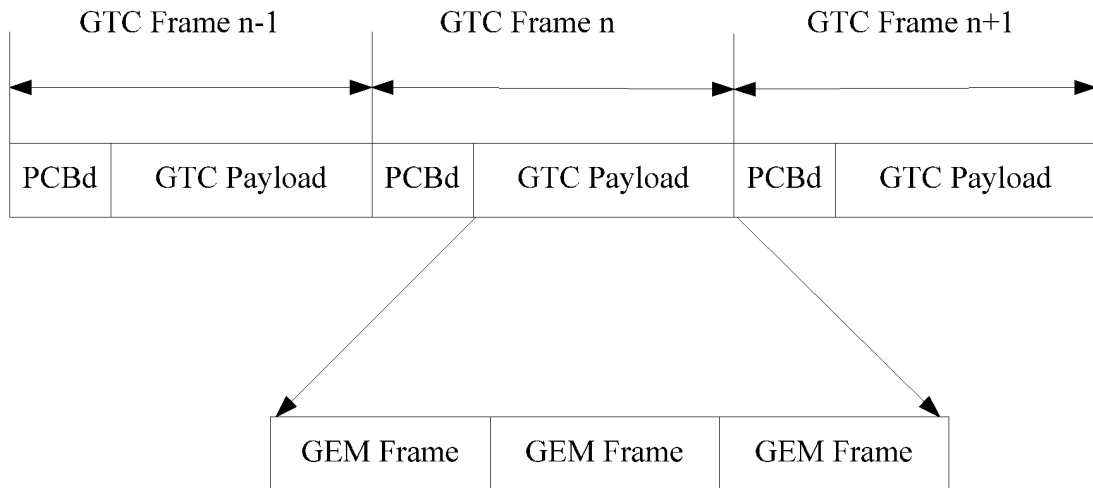 GTC Frame n-1 GTC Frame n GTC Frame n+1
PCBd GTC Payload PCBd GTC Payload PCBd GTC Payload
GEM Frame GEM Frame GEM Frame